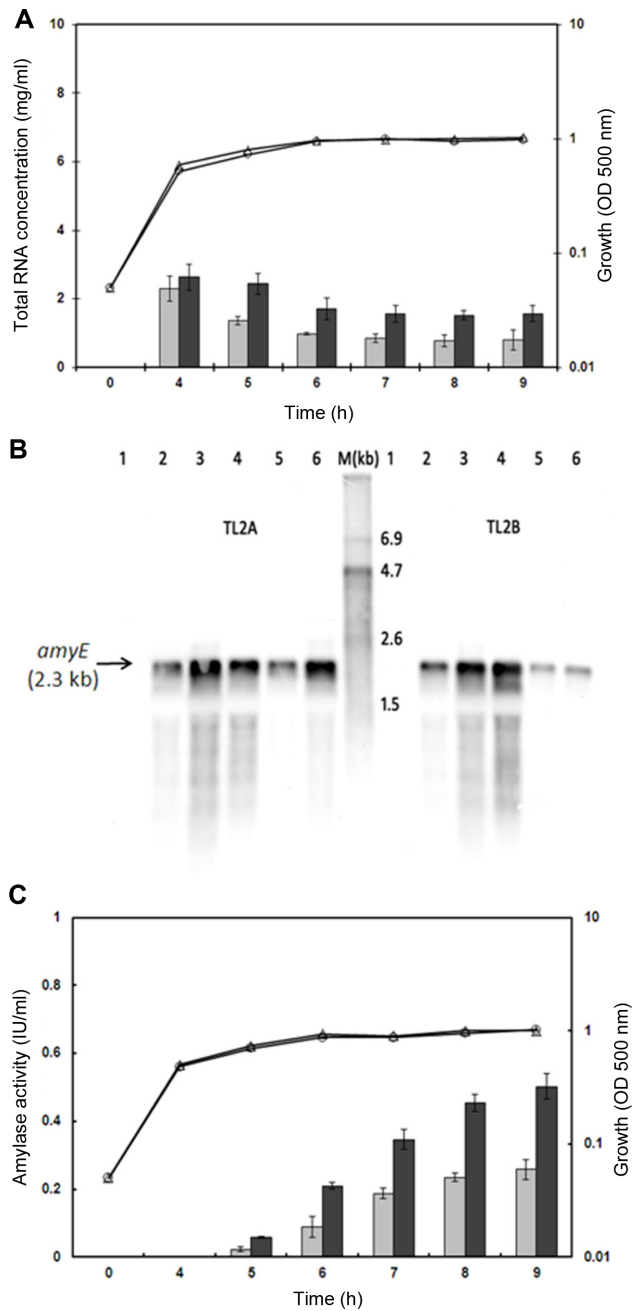 A
Total RNA concentration (mg/ml)
10
8
6
4
2
0
10
1
0.1
0.01
Growth (OD 500 nm)
0 4 5 6 7 8 9
Time (h)
B
1 2 3 4 5 6 M(kb) 1 2 3 4 5 6
TL2A
TL2B
6.9
4.7
2.6
1.5
amyE
(2.3 kb)
C
Amylase activity (IU/ml)
1
0.8
0.6
0.4
0.2
0
10
1
0.1
0.01
Growth (OD 500 nm)
0 4 5 6 7 8 9
Time (h)